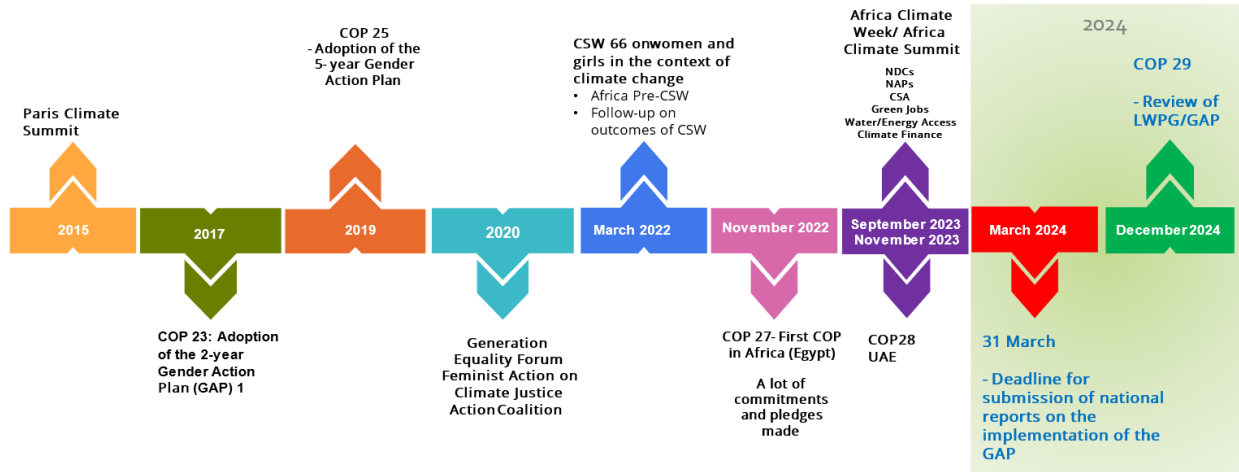 Paris Climate
Summit
2015
2017
COP 23: Adoption
of the 2-year
Gender Action
Plan (GAP) 1
COP 25
- Adoption of the
5- year Gender
Action Plan
2019
2020
Generation
Equality Forum
Feminist Action on
Climate Justice
Action Coalition
CSW 66 onwomen and
girls in the context of
climate change
• Africa Pre-CSW
• Follow-up on
outcomes of CSW
March 2022
November 2022
COP 27- First COP
in Africa (Egypt)
A lot of
commitments
and pledges
made
Africa Climate
Week/ Africa
Climate Summit
NDCs
NAPs
CSA
Green Jobs
Water/Energy Access
Climate Finance
September 2023
November 2023
COP28
UAE
2024
March 2024
31 March
- Deadline for
submission of national
reports on the
implementation of the
GAP
COP 29
- Review of
LWPG/GAP
December 2024